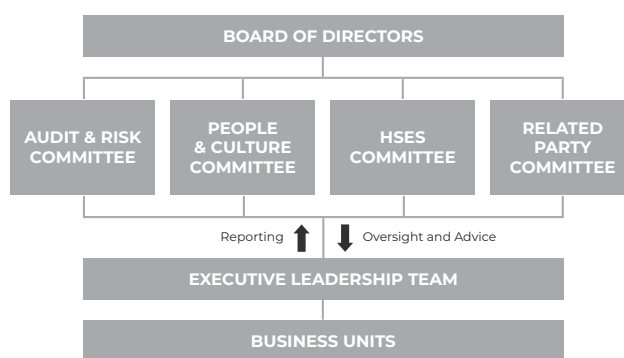 BOARD OF DIRECTORS
AUDIT & RISK
COMMITTEE
PEOPLE
& CULTURE
COMMITTEE
HSES
COMMITTEE
RELATED
PARTY
COMMITTEE
Reporting
Oversight and Advice
EXECUTIVE LEADERSHIP TEAM
BUSINESS UNITS